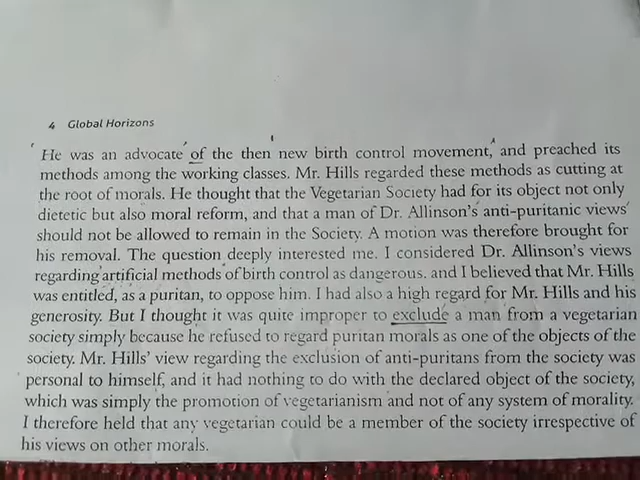 4 Global Horizons
He was an advocate of the then new birth control movement, and preached its
methods among the working classes. Mr. Hills regarded these methods as cutting at
the root of morals. He thought that the Vegetarian Society had for its object not only
dietetic but also moral reform, and that a man of Dr. Allinson's anti-puritanic views
should not be allowed to remain in the Society. A motion was therefore brought for
his removal. The question deeply interested me. I considered Dr. Allinson's views
regarding artificial methods of birth control as dangerous. and I believed that Mr. Hills
was entitled, as a puritan, to oppose him. I had also a high regard for Mr. Hills and his
generosity. But I thought it was quite improper to exclude a man from a vegetarian
society simply because he refused to regard puritan morals as one of the objects of the
society. Mr. Hills' view regarding the exclusion of anti-puritans from the society was
personal to himself, and it had nothing to do with the declared object of the society,
which was simply the promotion of vegetarianism and not of any system of morality.
I therefore held that any vegetarian could be a member of the society irrespective of
his views on other morals.